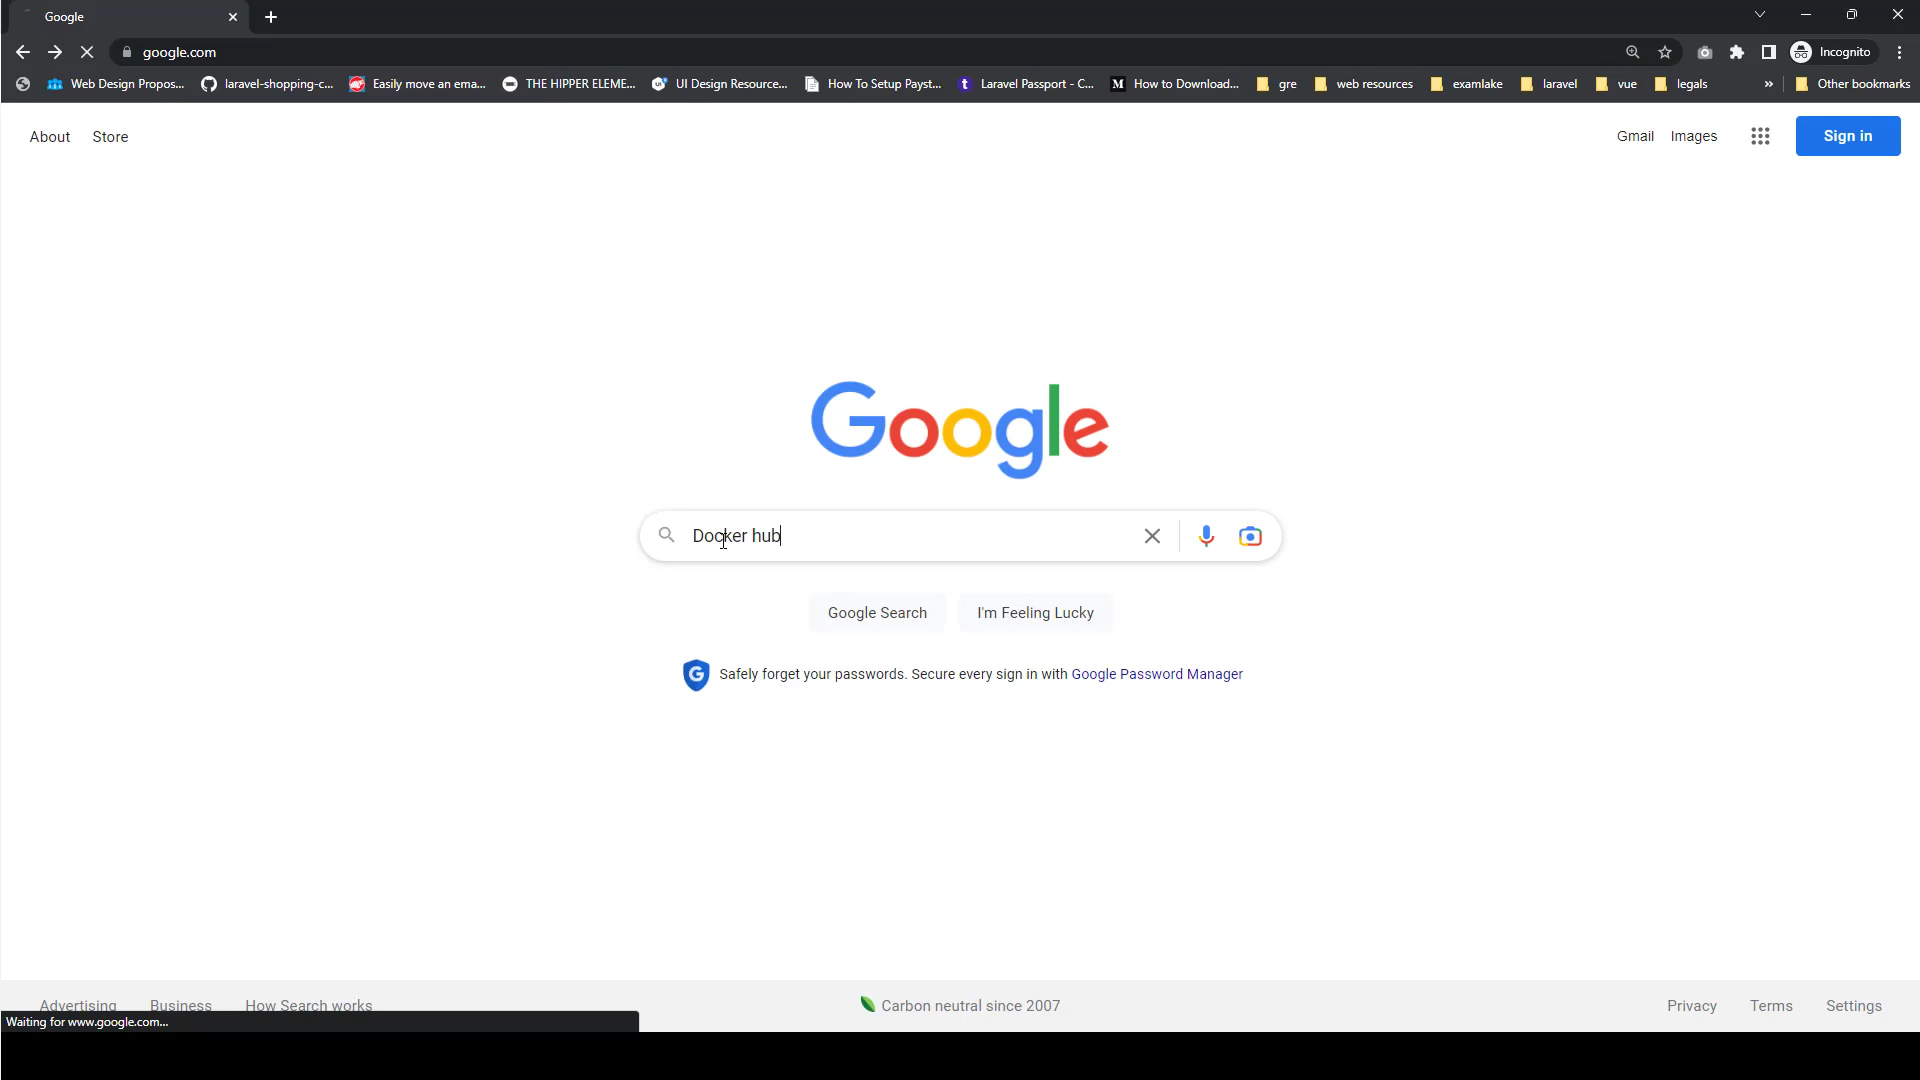 Google
google.com
Incognito
Web Design Propos...
laravel-shopping-c...
Easily move an ema...
THE HIPPER ELEME...
UI Design Resource...
How To Setup Payst...
t
Laravel Passport - C...
M
How to Download...
gre
web resources
examlake
laravel
vue
legals
»
Other bookmarks
About
Store
Gmail
Images
Sign in
Google
Docker hub
Google Search
I'm Feeling Lucky
G
Safely forget your passwords. Secure every sign in with Google Password Manager
Advertising
Business
How Search works
Carbon neutral since 2007
Privacy
Terms
Settings
Waiting for www.google.com...